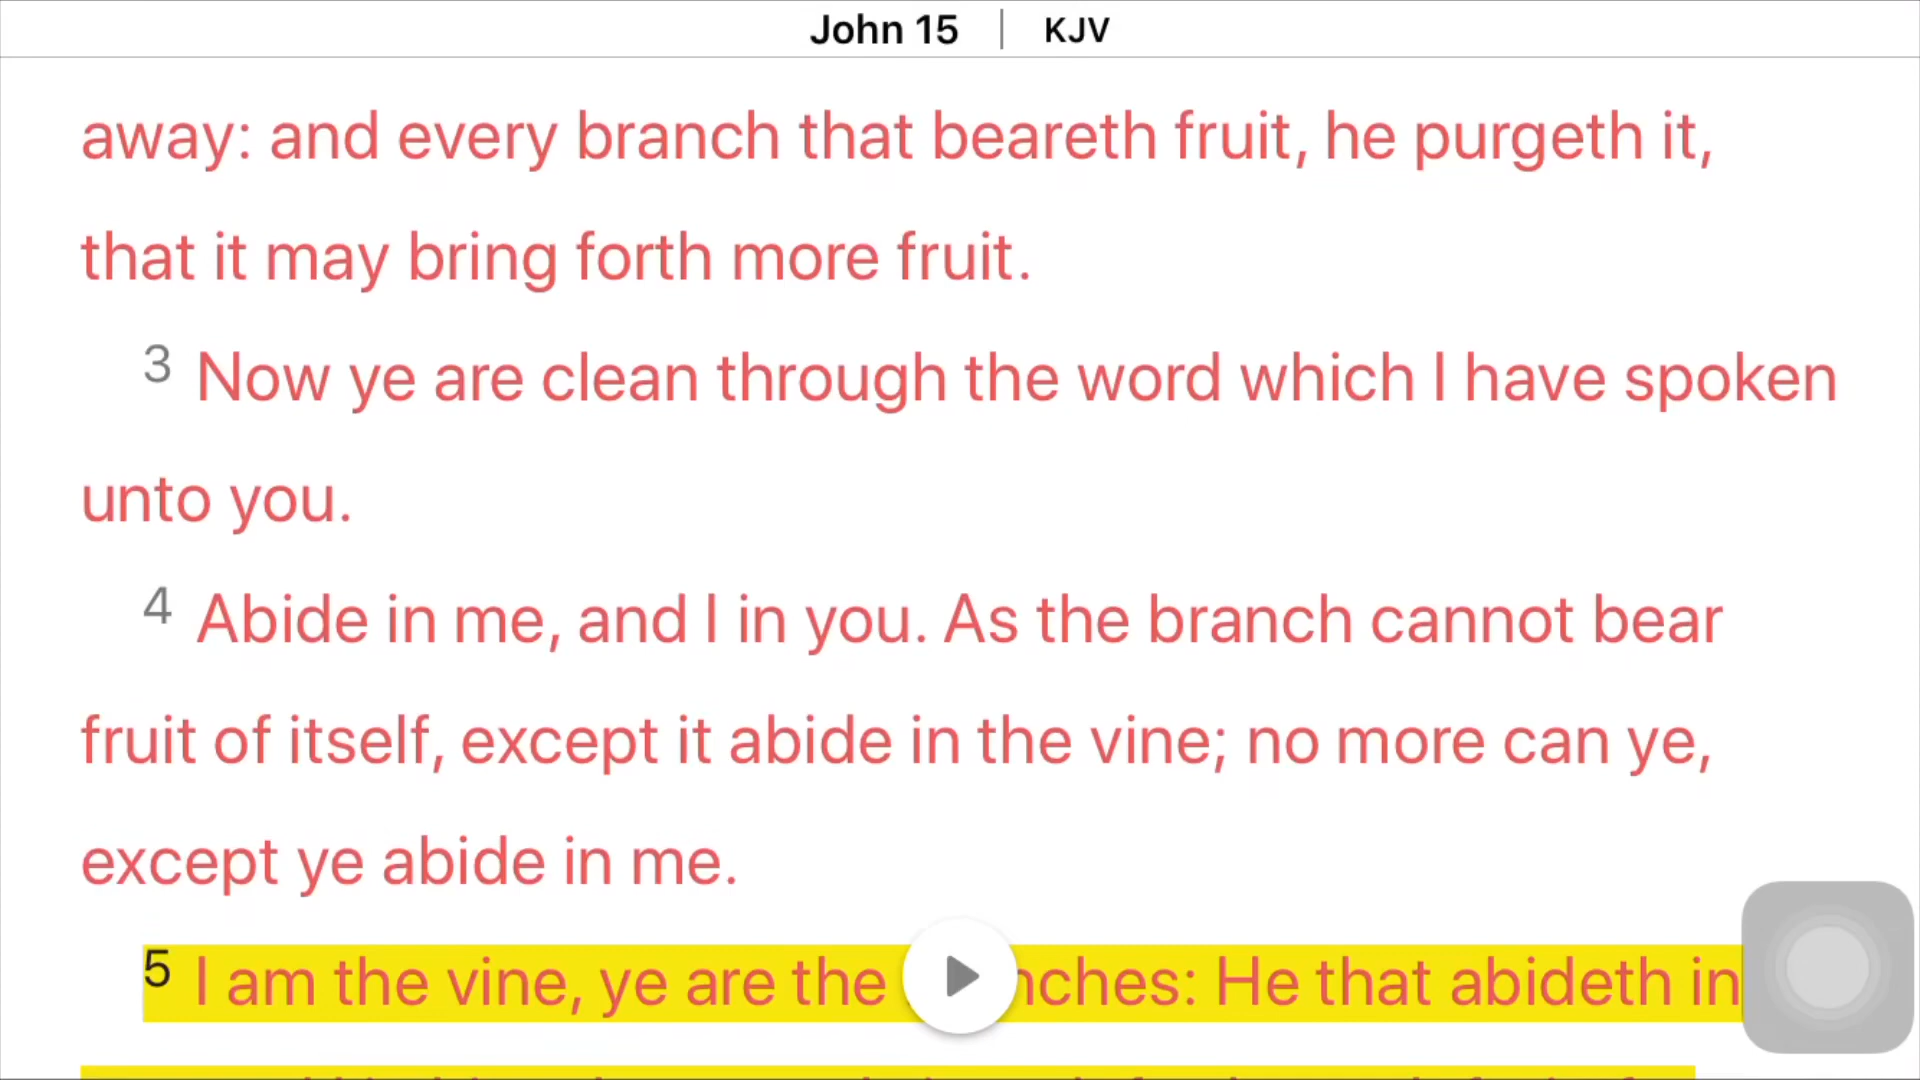 John 15 | KJV
away: and every branch that beareth fruit, he purgeth it,
that it may bring forth more fruit.
3 Now ye are clean through the word which I have spoken
unto you.
4 Abide in me, and I in you. As the branch cannot bear
fruit of itself, except it abide in the vine; no more can ye,
except ye abide in me.
5 I am the vine, ye are the nches: He that abideth in